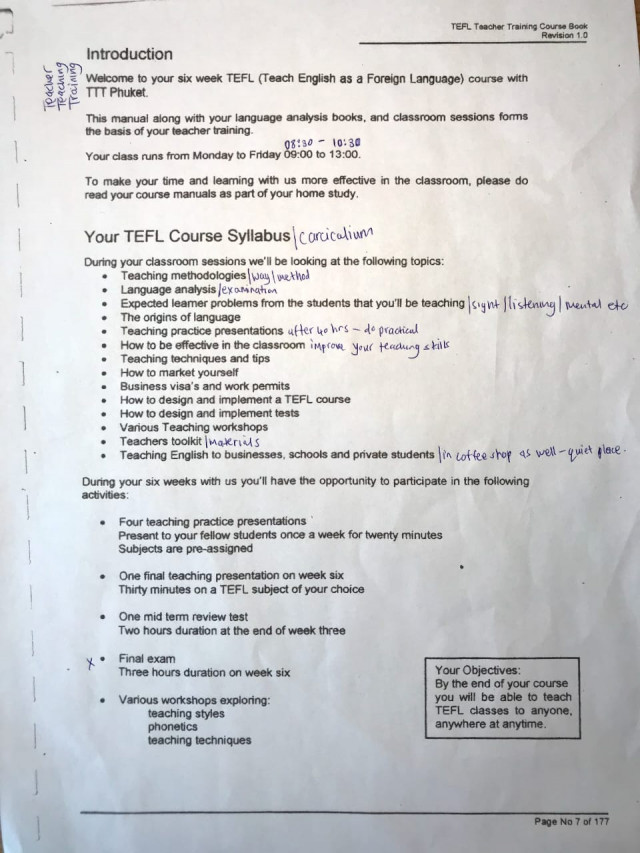 TEFL Teacher Training Course Book
Revision 1.0
Teacher
Teaching
Training
Introduction
Welcome to your six week TEFL (Teach English as a Foreign Language) course with
TTT Phuket.
This manual along with your language analysis books, and classroom sessions forms
the basis of your teacher training.
08:30 - 10:30
Your class runs from Monday to Friday 09:00 to 13:00.
To make your time and learning with us more effective in the classroom, please do
read your course manuals as part of your home study.
Your TEFL Course Syllabus/carcicalium
During your classroom sessions we'll be looking at the following topics:
• Teaching methodologies/way/method
• Language analysis/examination
• Expected learner problems from the students that you'll be teaching/sight/listening/mental etc
• The origins of language
• Teaching practice presentations after 40 hrs - do practical
• How to be effective in the classroom improve your teaching skills
• Teaching techniques and tips
• How to market yourself
• Business visa's and work permits
• How to design and implement a TEFL course
• How to design and implement tests
• Various Teaching workshops
• Teachers toolkit/materials
• Teaching English to businesses, schools and private students/in coffee shop as well - quiet place.
During your six weeks with us you'll have the opportunity to participate in the following
activities:
• Four teaching practice presentations
Present to your fellow students once a week for twenty minutes
Subjects are pre-assigned
• One final teaching presentation on week six
Thirty minutes on a TEFL subject of your choice
• One mid term review test
Two hours duration at the end of week three
x • Final exam
Three hours duration on week six
• Various workshops exploring:
teaching styles
phonetics
teaching techniques
Your Objectives:
By the end of your course
you will be able to teach
TEFL classes to anyone,
anywhere at anytime.
Page No 7 of 177